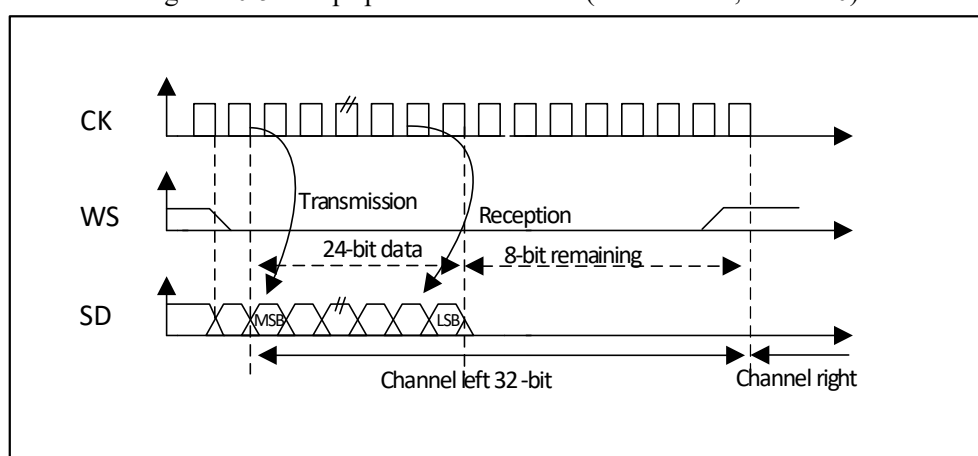 CK
WS
Transmission
Reception
24-bit data
8-bit remaining
SD
MSB
LSB
Channel left 32-bit
Channel right